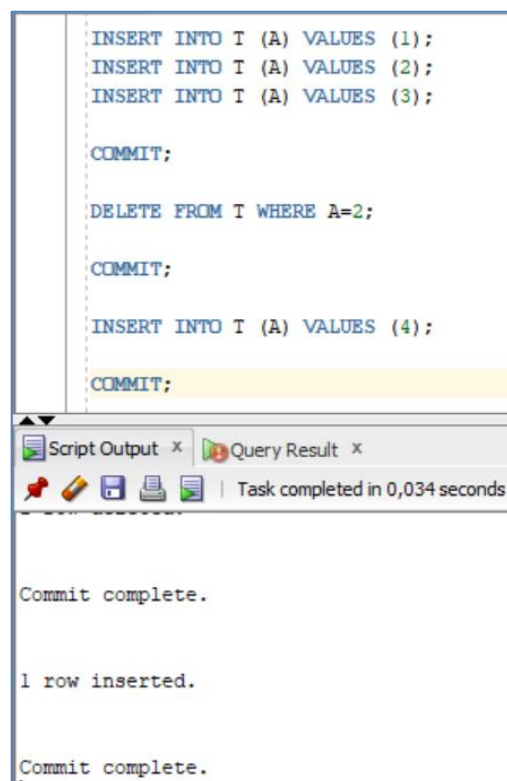 INSERT INTO T (A) VALUES (1);
INSERT INTO T (A) VALUES (2);
INSERT INTO T (A) VALUES (3);
COMMIT;
DELETE FROM T WHERE A=2;
COMMIT;
INSERT INTO T (A) VALUES (4);
COMMIT;
Script Output x Query Result x
Task completed in 0,034 seconds
Commit complete.
1 row inserted.
Commit complete.